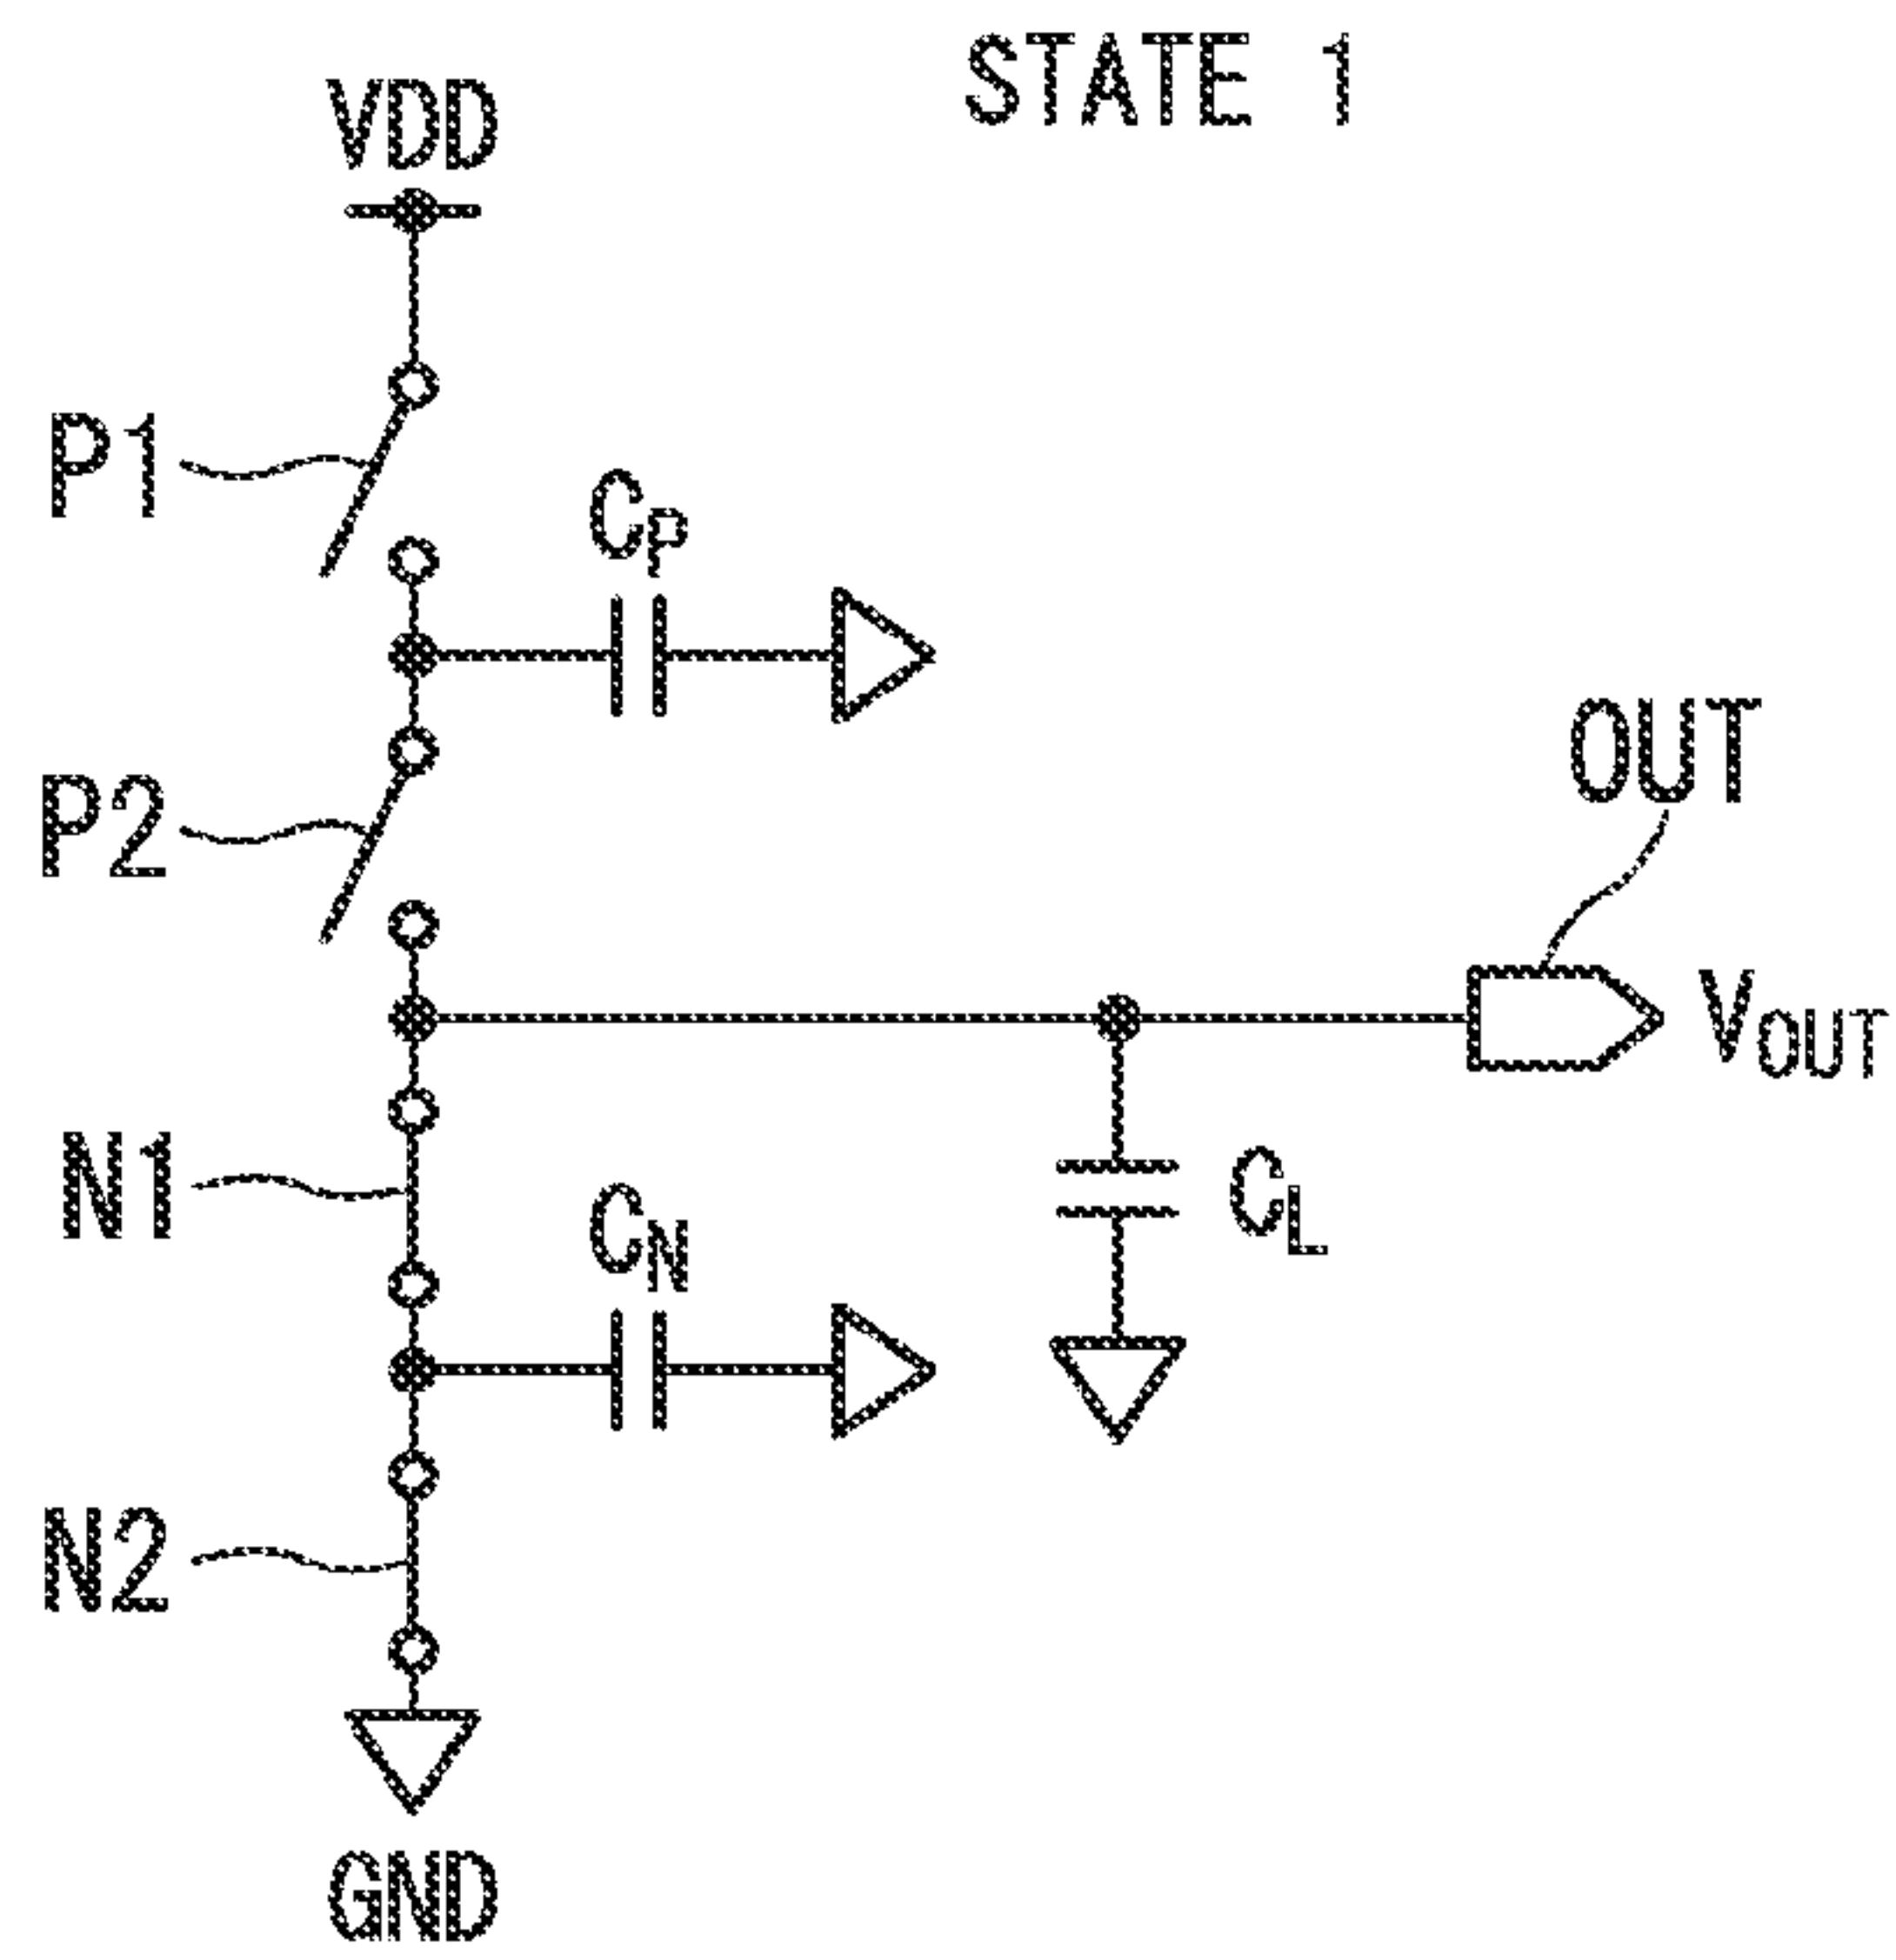 STATE 1
VDD
P1
CP
P2
OUT
VOUT
N1
CN
CL
N2
GND